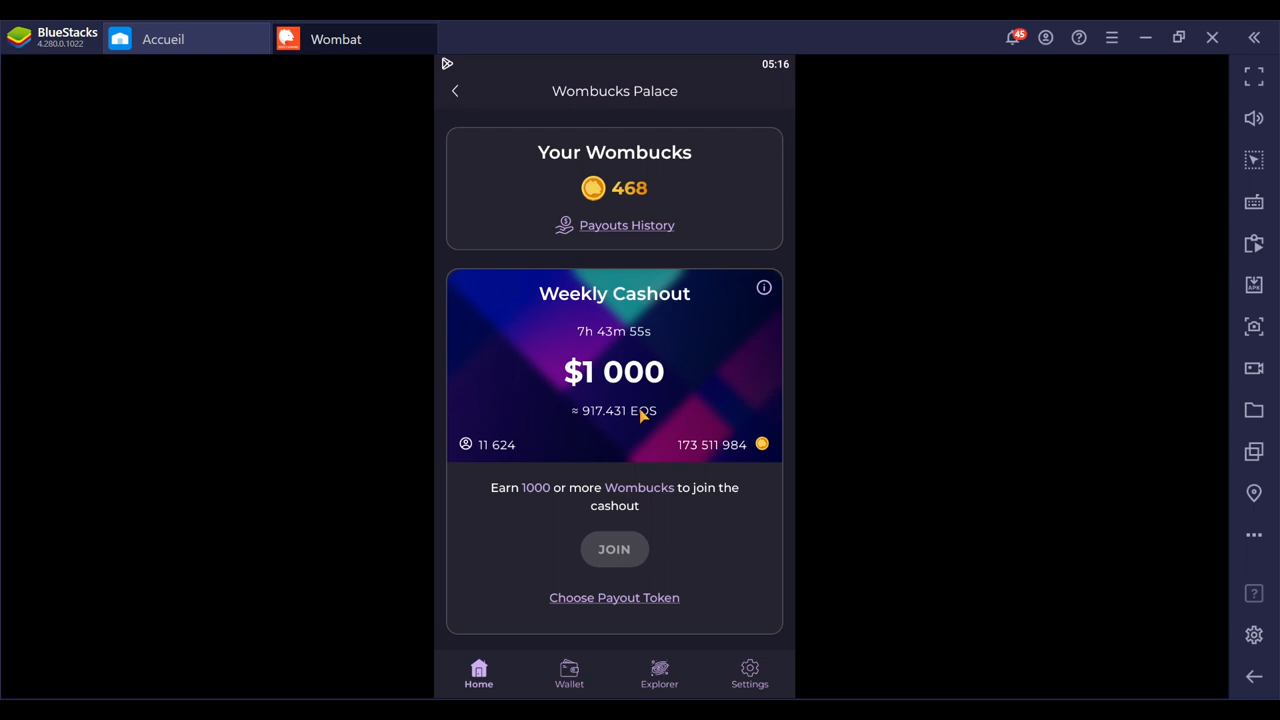 BlueStacks
4.280.0.1022
Accueil
Wombat
45
05:16
Wombucks Palace
Your Wombucks
468
Payouts History
Weekly Cashout
7h 43m 55s
$1 000
≈ 917.431 EOS
11 624
173 511 984
Earn 1000 or more Wombucks to join the
cashout
JOIN
Choose Payout Token
Home
Wallet
Explorer
Settings
APK